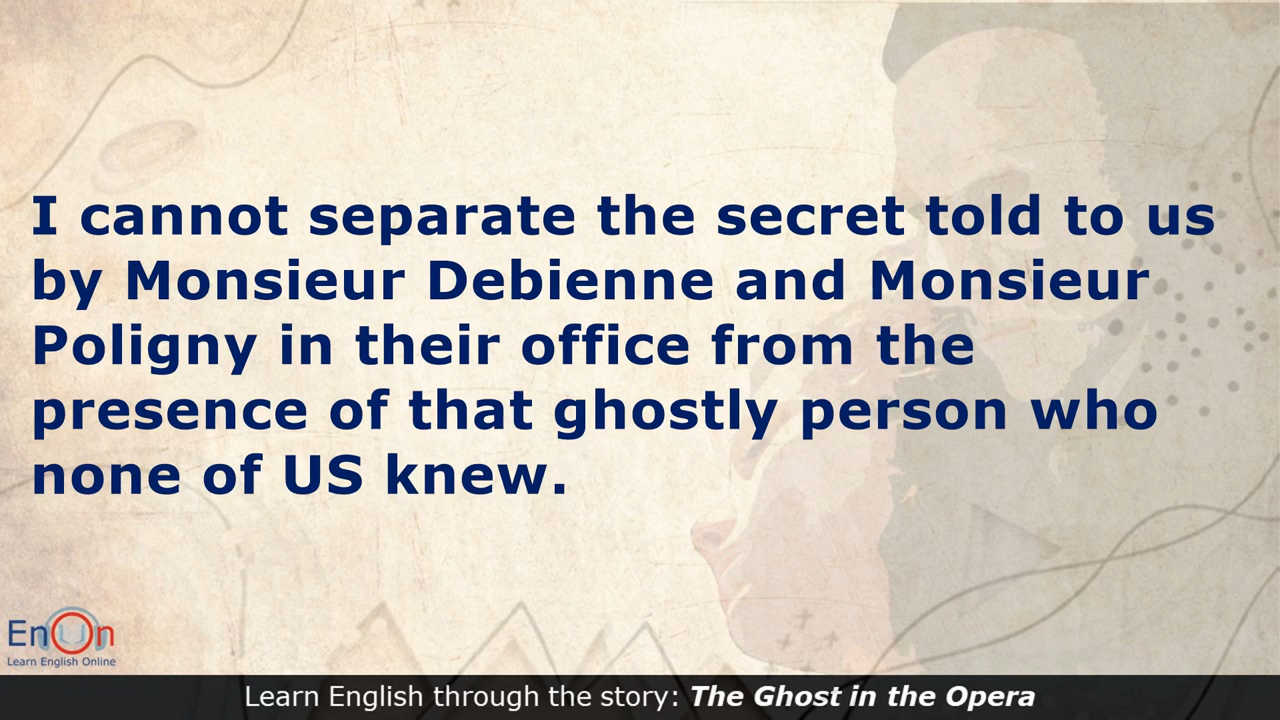 I cannot separate the secret told to us
by Monsieur Debienne and Monsieur
Poligny in their office from the
presence of that ghostly person who
none of US knew.
EnOn
Learn English Online
Learn English through the story: The Ghost in the Opera